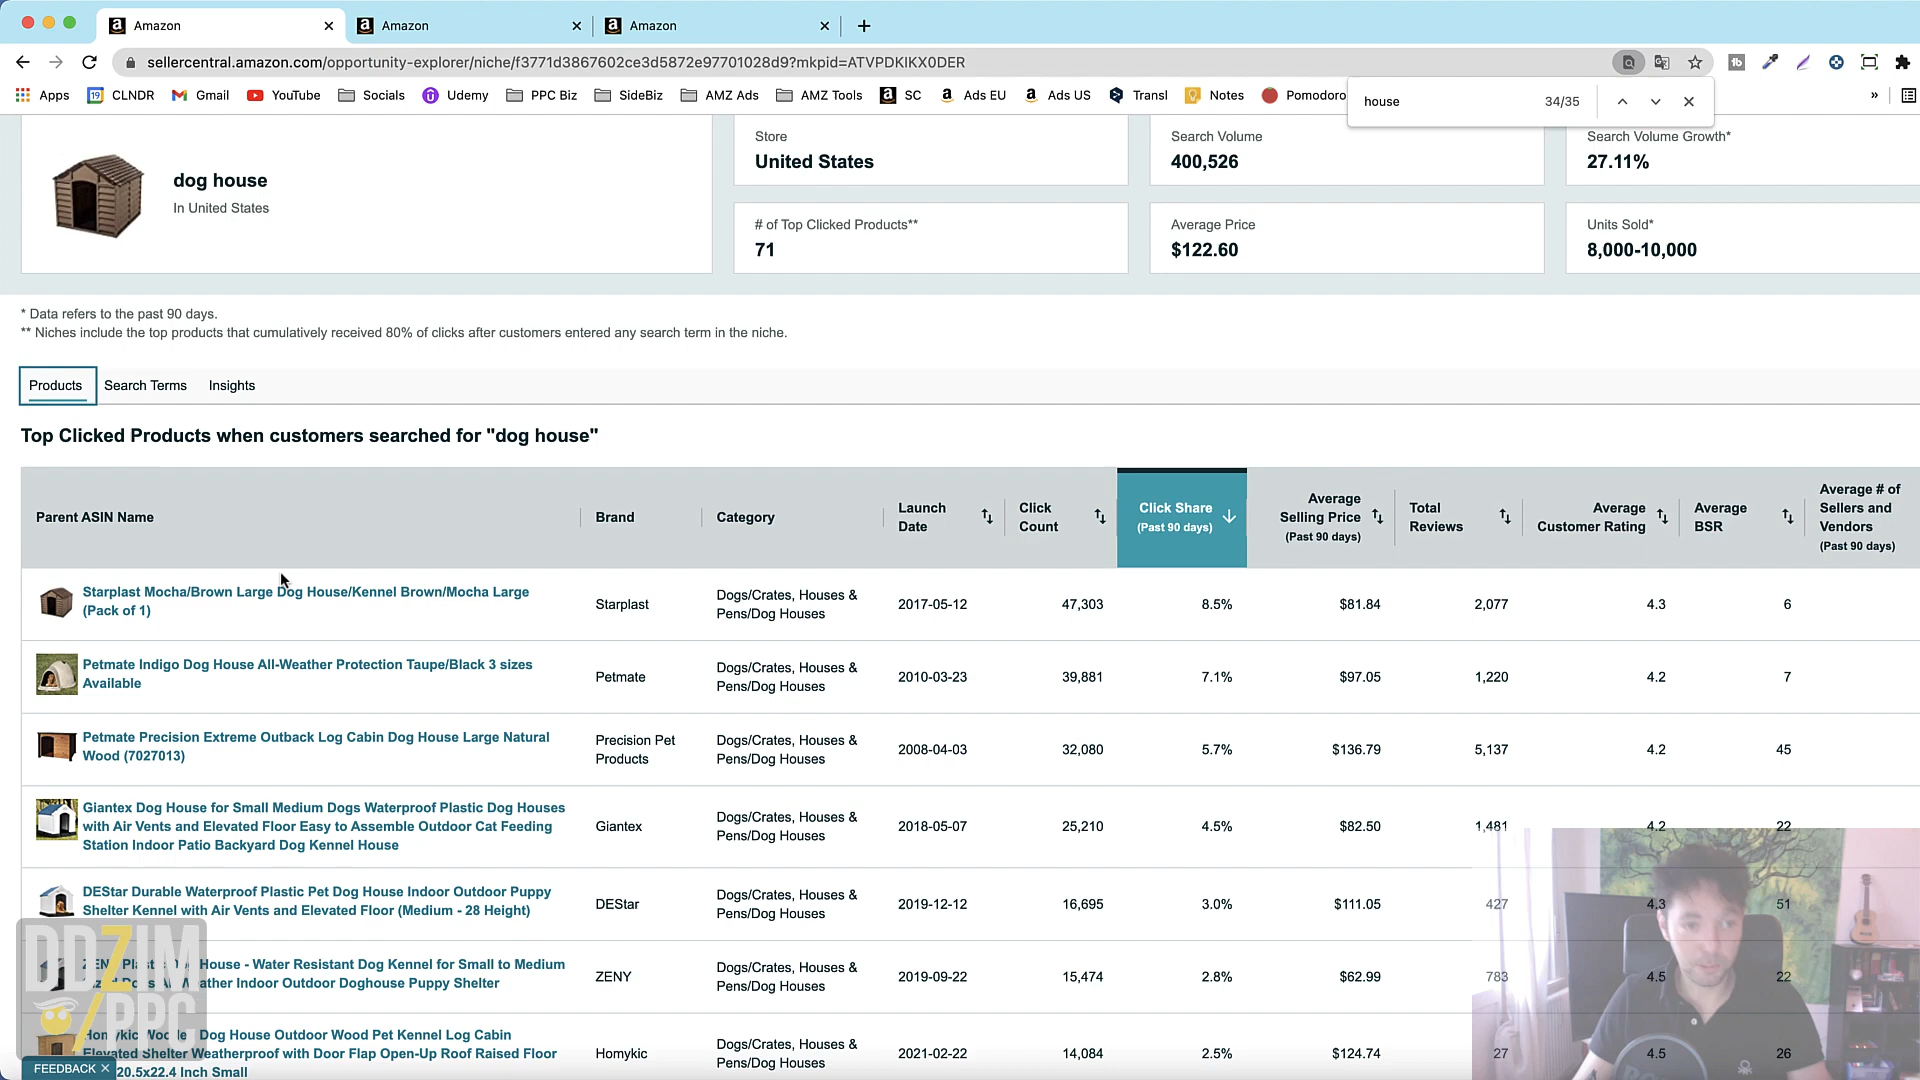 Amazon
Amazon
Amazon
sellercentral.amazon.com/opportunity-explorer/niche/f3771d3867602ce3d5872e97701028d9?mkpid=ATVPDKIKX0DER
Apps CLNDR Gmail YouTube Socials Udemy PPC Biz SideBiz AMZ Ads AMZ Tools SC Ads EU Ads US Transl Notes Pomodoro »
house 34/35
dog house
In United States
Store
United States
Search Volume
400,526
Search Volume Growth*
27.11%
# of Top Clicked Products**
71
Average Price
$122.60
Units Sold*
8,000-10,000
* Data refers to the past 90 days.
** Niches include the top products that cumulatively received 80% of clicks after customers entered any search term in the niche.
Products Search Terms Insights
Top Clicked Products when customers searched for "dog house"
Parent ASIN Name
Brand
Category
Launch
Date
Click
Count
Click Share
(Past 90 days)
Average
Selling Price
(Past 90 days)
Total
Reviews
Average
Customer Rating
Average
BSR
Average # of
Sellers and
Vendors
(Past 90 days)
Starplast Mocha/Brown Large Dog House/Kennel Brown/Mocha Large
(Pack of 1)
Starplast
Dogs/Crates, Houses &
Pens/Dog Houses
2017-05-12 47,303 8.5% $81.84 2,077 4.3 6
Petmate Indigo Dog House All-Weather Protection Taupe/Black 3 sizes
Available
Petmate
Dogs/Crates, Houses &
Pens/Dog Houses
2010-03-23 39,881 7.1% $97.05 1,220 4.2 7
Petmate Precision Extreme Outback Log Cabin Dog House Large Natural
Wood (7027013)
Precision Pet
Products
Dogs/Crates, Houses &
Pens/Dog Houses
2008-04-03 32,080 5.7% $136.79 5,137 4.2 45
Giantex Dog House for Small Medium Dogs Waterproof Plastic Dog Houses
with Air Vents and Elevated Floor Easy to Assemble Outdoor Cat Feeding
Station Indoor Patio Backyard Dog Kennel House
Giantex
Dogs/Crates, Houses &
Pens/Dog Houses
2018-05-07 25,210 4.5% $82.50 1,481 4.2 22
DEStar Durable Waterproof Plastic Pet Dog House Indoor Outdoor Puppy
Shelter Kennel with Air Vents and Elevated Floor (Medium - 28 Height)
DEStar
Dogs/Crates, Houses &
Pens/Dog Houses
2019-12-12 16,695 3.0% $111.05 427 4.3 51
House - Water Resistant Dog Kennel for Small to Medium
Indoor Outdoor Doghouse Puppy Shelter
ZENY
Dogs/Crates, Houses &
Pens/Dog Houses
2019-09-22 15,474 2.8% $62.99 783 4.5 22
Dog House Outdoor Wood Pet Kennel Log Cabin
Elevated Shelter Weatherproof with Door Flap Open-Up Roof Raised Floor
20.5x22.4 Inch Small
Homykic
Dogs/Crates, Houses &
Pens/Dog Houses
2021-02-22 14,084 2.5% $124.74 27 4.5 26
DDZIM
/PPC
FEEDBACK ×